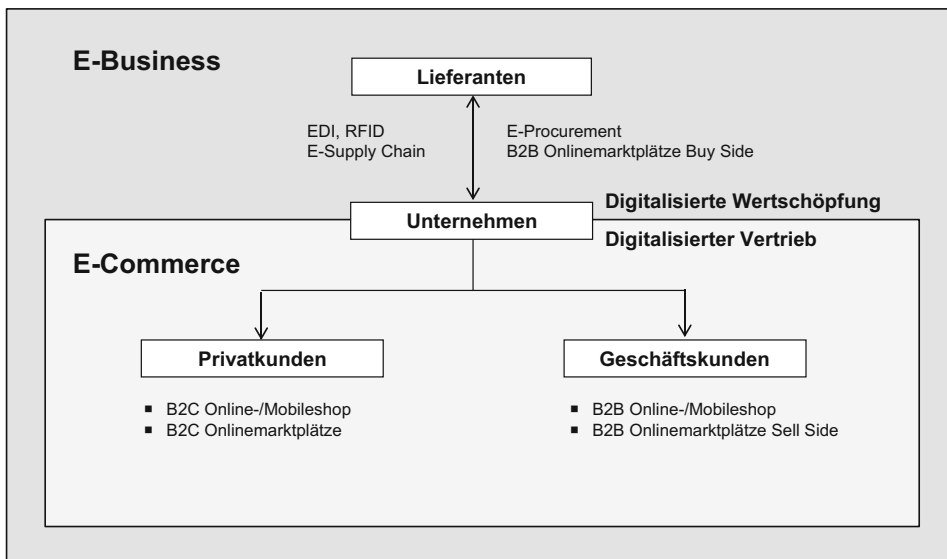 E-Business
Lieferanten
EDI, RFID
E-Supply Chain
E-Procurement
B2B Onlinemarktplätze Buy Side
Unternehmen
Digitalisierte Wertschöpfung
Digitalisierter Vertrieb
E-Commerce
Privatkunden
▪ B2C Online-/Mobileshop
▪ B2C Onlinemarktplätze
Geschäftskunden
▪ B2B Online-/Mobileshop
▪ B2B Onlinemarktplätze Sell Side